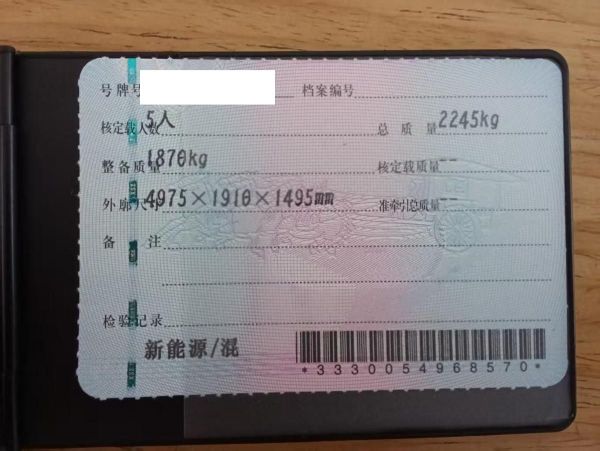 号牌号 档案编号
核定载人数 5人 总质量 2245kg
整备质量 1870kg 核定载质量 --
外廓尺寸 4975×1910×1495mm 准牵引总质量 --
备注
检验记录
新能源/混
*3330054968570*